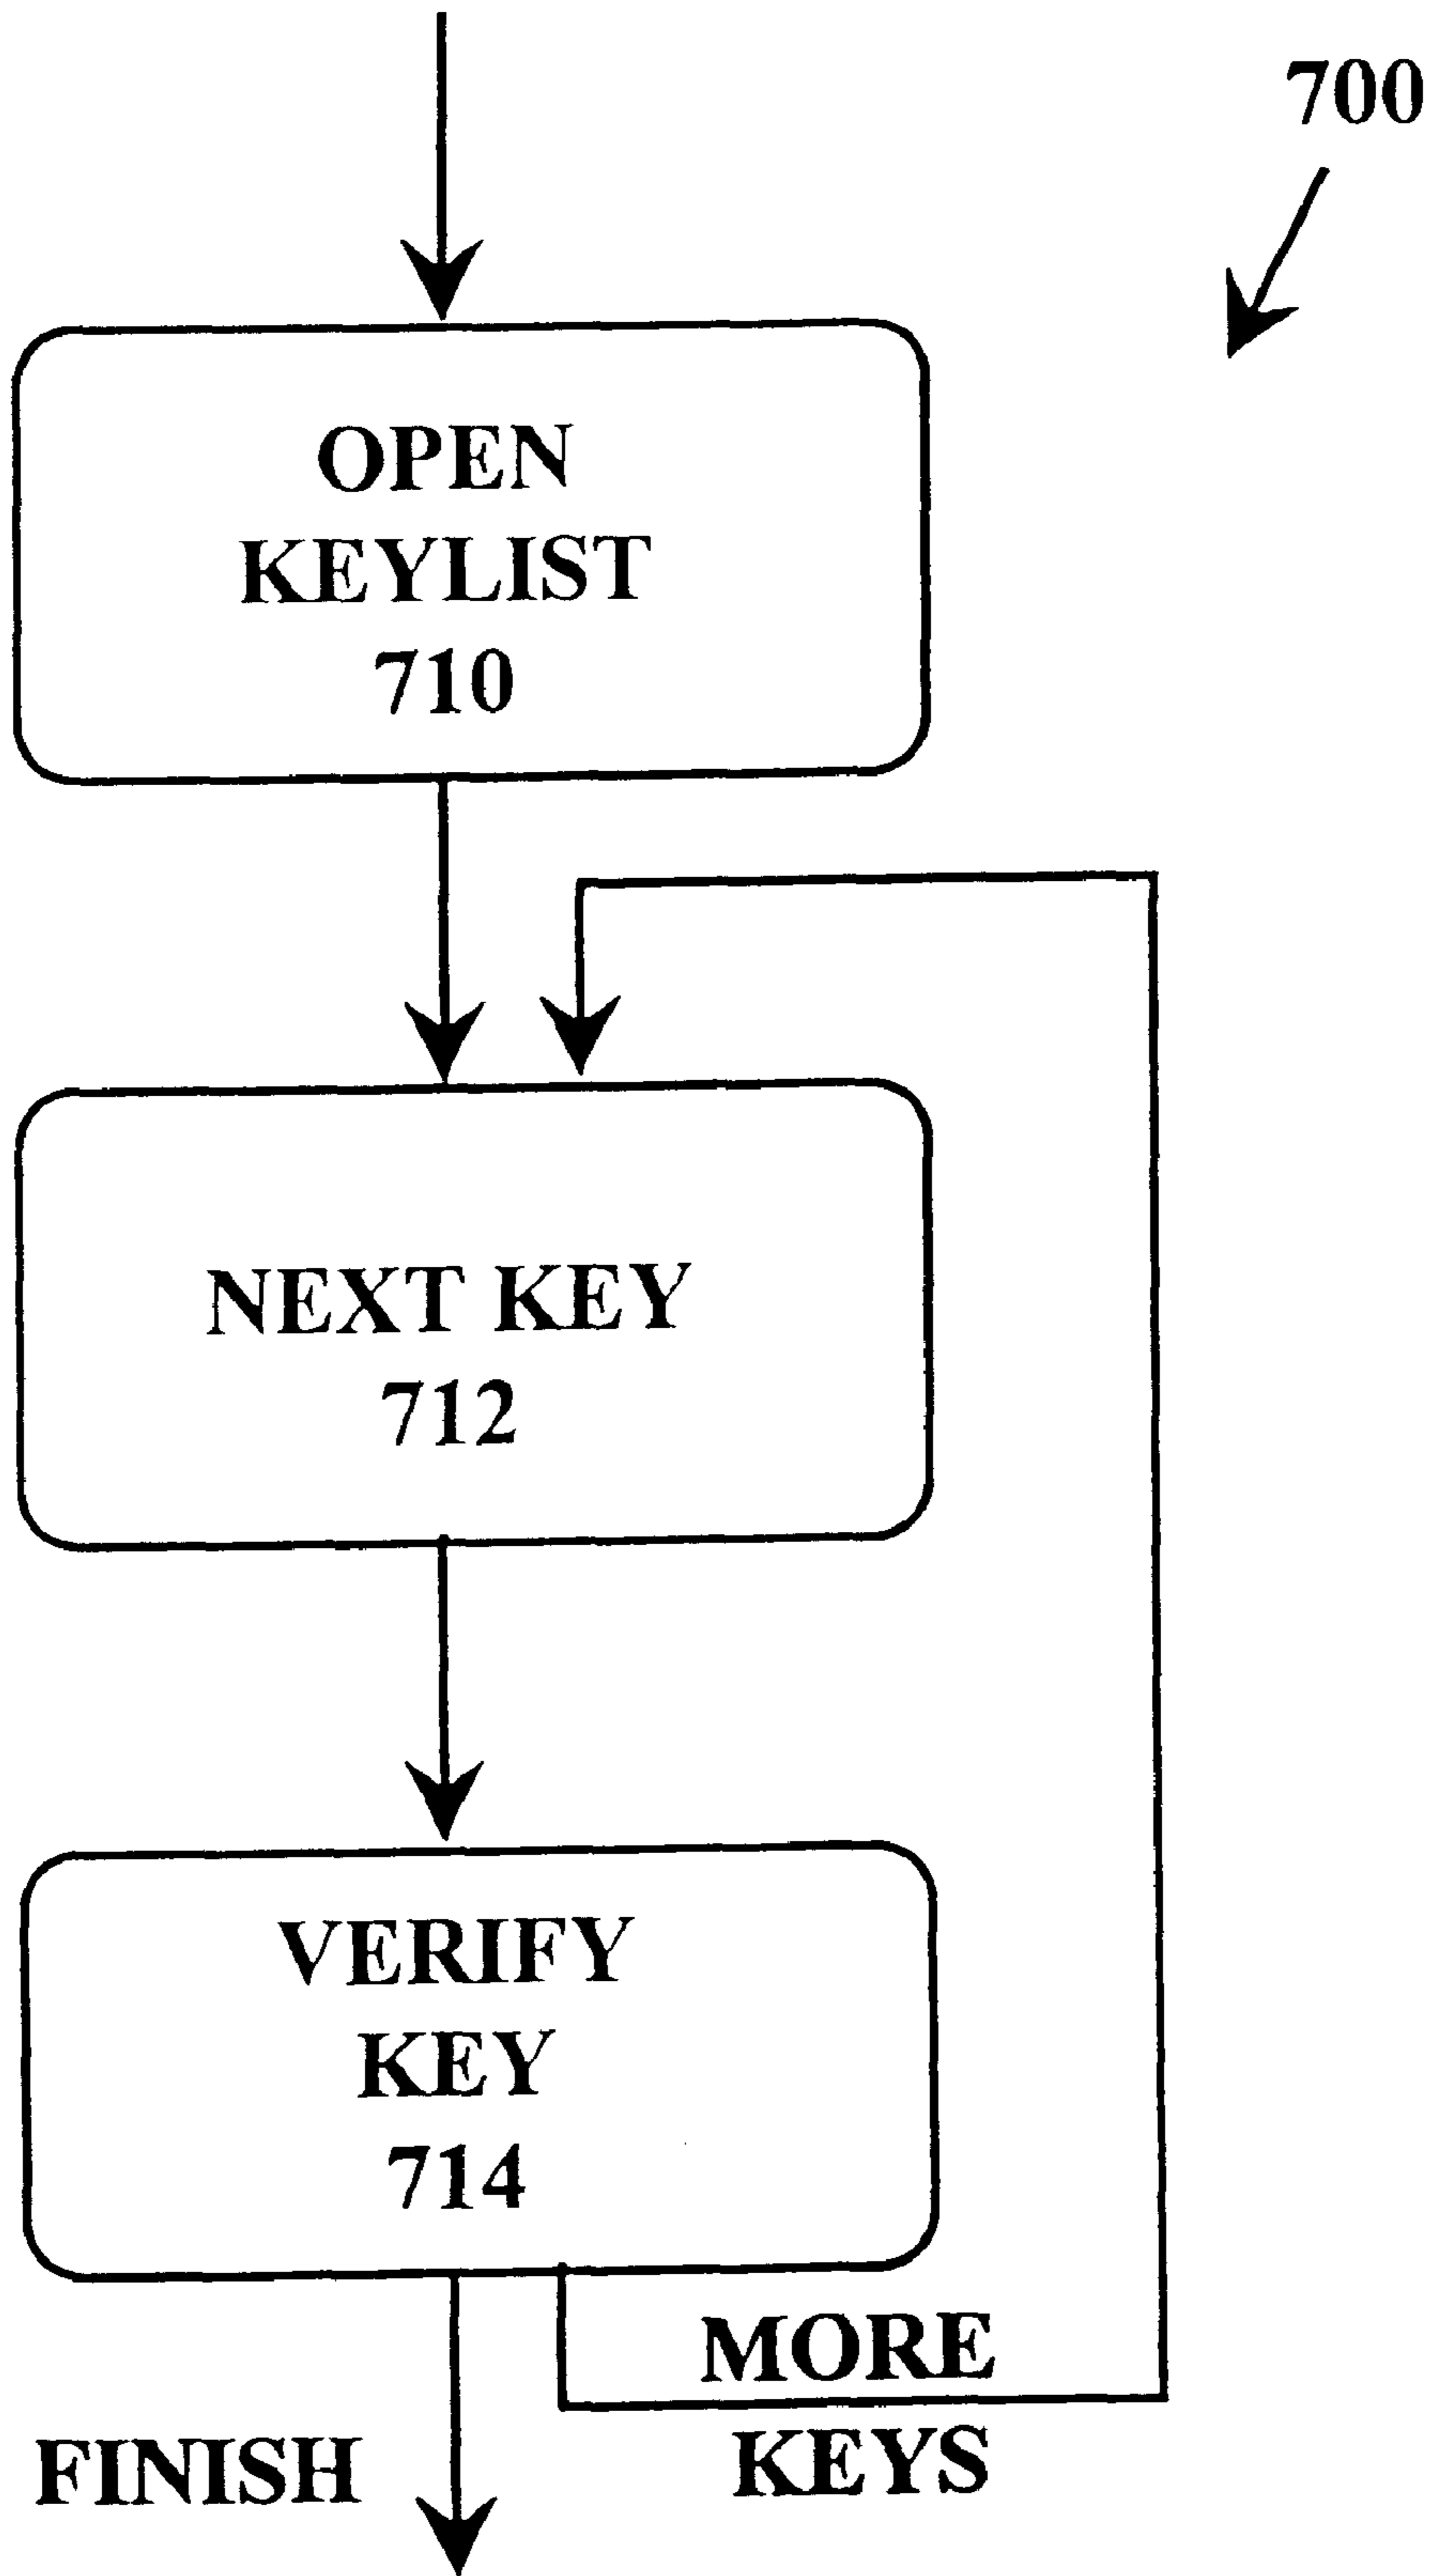 700
OPEN
KEYLIST
710
NEXT KEY
712
VERIFY
KEY
714
MORE
KEYS
FINISH